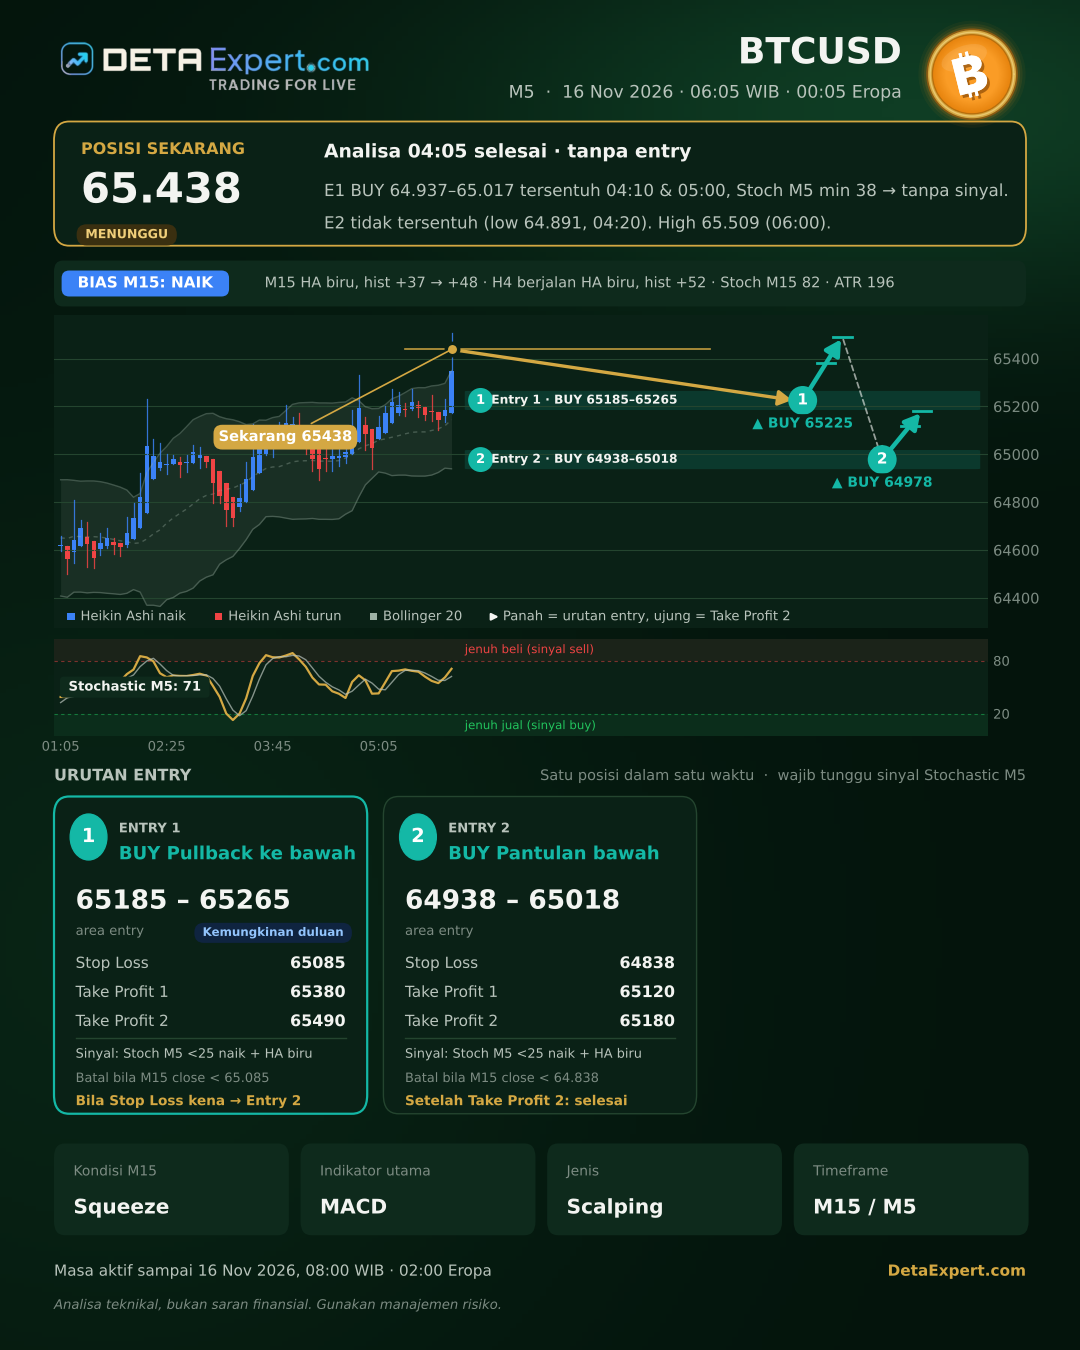 DETA Expert.com
TRADING FOR LIVE
BTCUSD
M5 · 16 Nov 2026 · 06:05 WIB · 00:05 Eropa
POSISI SEKARANG
65.438
MENUNGGU
Analisa 04:05 selesai · tanpa entry
E1 BUY 64.937–65.017 tersentuh 04:10 & 05:00, Stoch M5 min 38 → tanpa sinyal.
E2 tidak tersentuh (low 64.891, 04:20). High 65.509 (06:00).
BIAS M15: NAIK
M15 HA biru, hist +37 → +48 · H4 berjalan HA biru, hist +52 · Stoch M15 82 · ATR 196
65400
65200
65000
64800
64600
64400
Sekarang 65438
1 Entry 1 · BUY 65185–65265
1
▲ BUY 65225
2 Entry 2 · BUY 64938–65018
2
▲ BUY 64978
Heikin Ashi naik
Heikin Ashi turun
Bollinger 20
Panah = urutan entry, ujung = Take Profit 2
jenuh beli (sinyal sell)
80
Stochastic M5: 71
20
jenuh jual (sinyal buy)
01:05 02:25 03:45 05:05
URUTAN ENTRY
Satu posisi dalam satu waktu · wajib tunggu sinyal Stochastic M5
1
ENTRY 1
BUY Pullback ke bawah
65185 – 65265
area entry
Kemungkinan duluan
Stop Loss 65085
Take Profit 1 65380
Take Profit 2 65490
Sinyal: Stoch M5 <25 naik + HA biru
Batal bila M15 close < 65.085
Bila Stop Loss kena → Entry 2
2
ENTRY 2
BUY Pantulan bawah
64938 – 65018
area entry
Stop Loss 64838
Take Profit 1 65120
Take Profit 2 65180
Sinyal: Stoch M5 <25 naik + HA biru
Batal bila M15 close < 64.838
Setelah Take Profit 2: selesai
Kondisi M15
Squeeze
Indikator utama
MACD
Jenis
Scalping
Timeframe
M15 / M5
Masa aktif sampai 16 Nov 2026, 08:00 WIB · 02:00 Eropa
DetaExpert.com
Analisa teknikal, bukan saran finansial. Gunakan manajemen risiko.